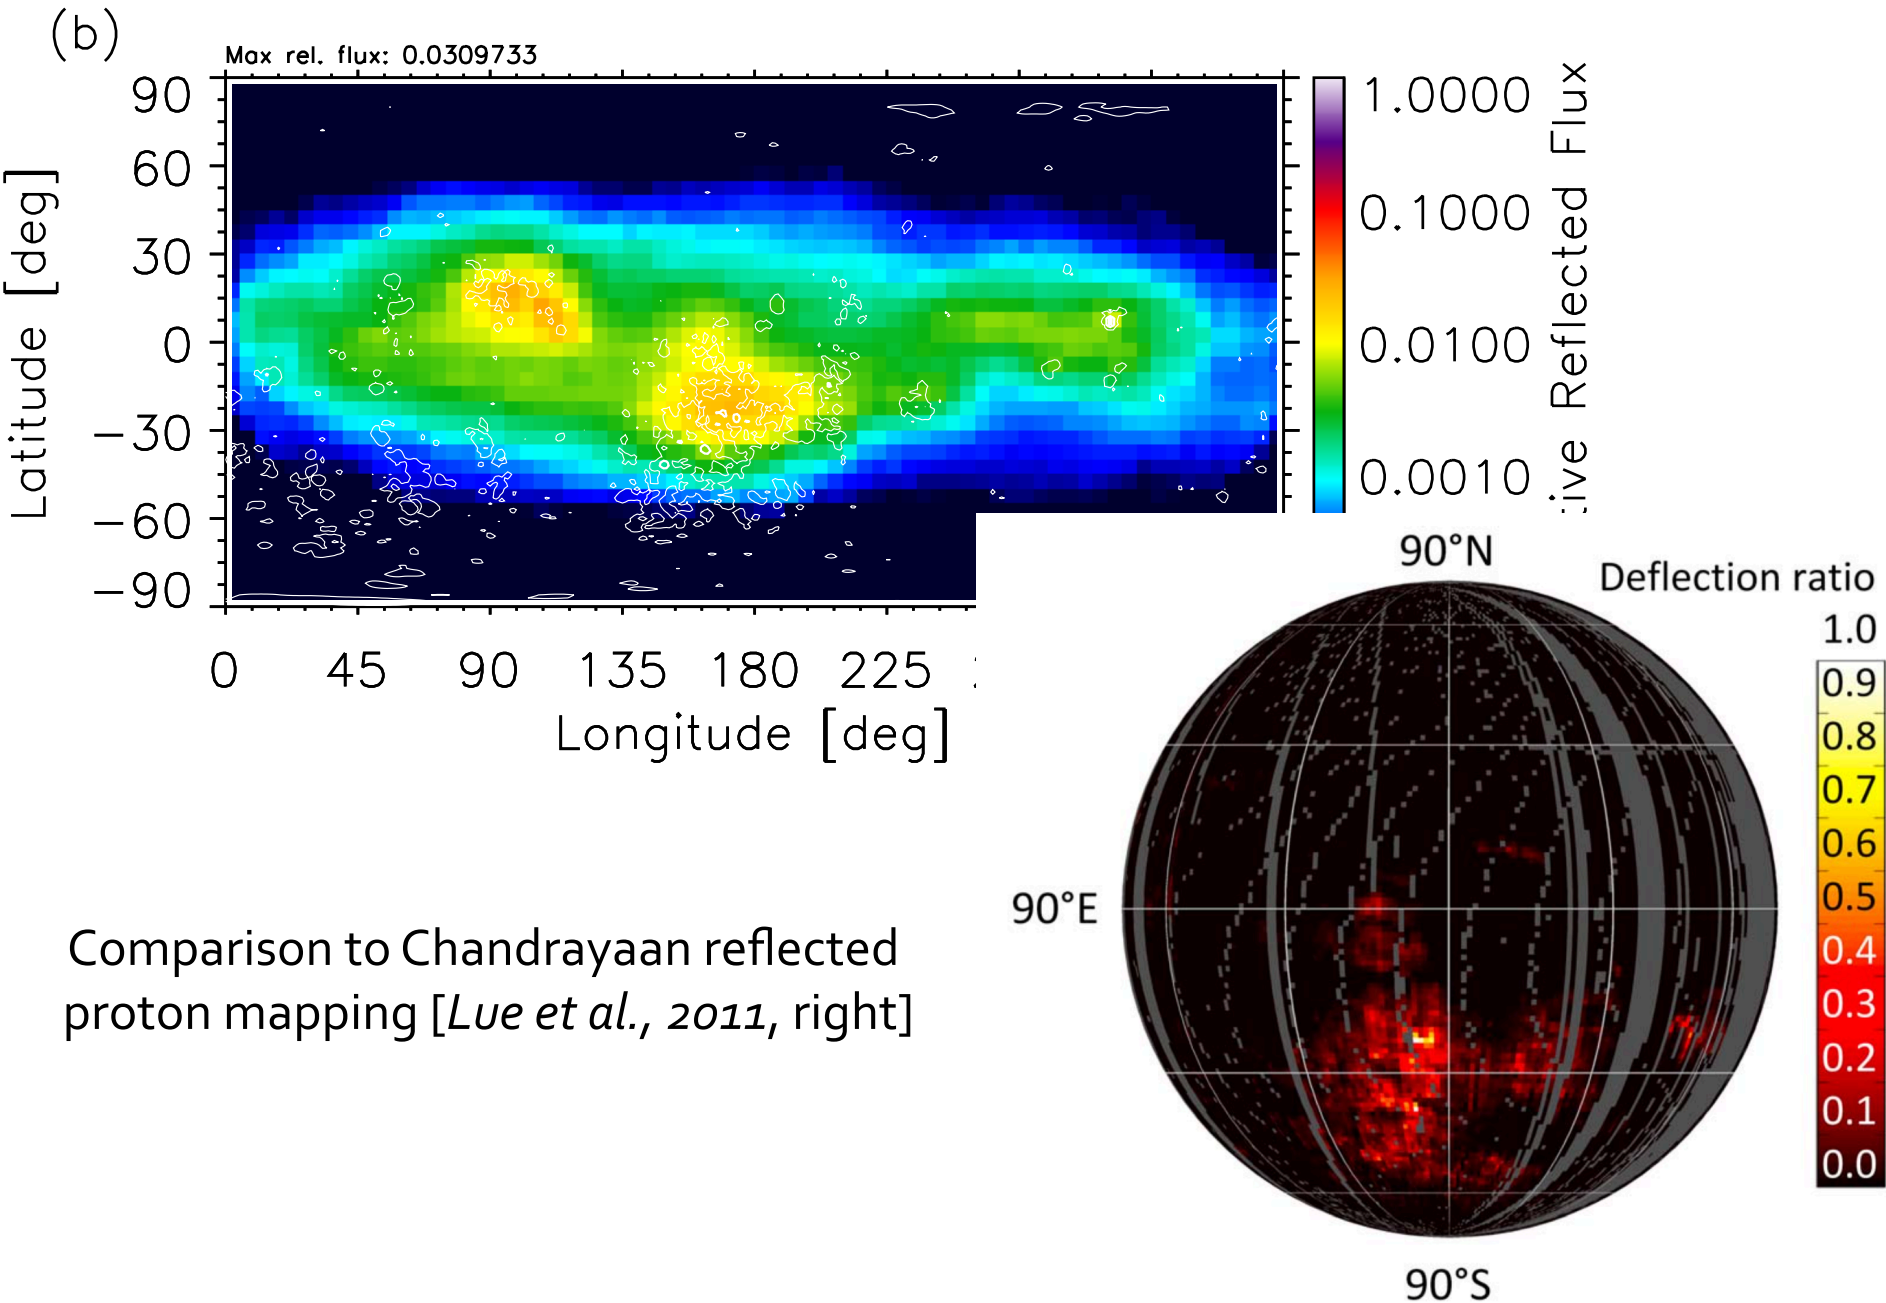 (b)
Max rel. flux: 0.0309733
90
60
30
0
−30
−60
−90
Latitude [deg]
0 45 90 135 180 225
Longitude [deg]
1.0000
0.1000
0.0100
0.0010
Reflected Flux
90°N
Deflection ratio
1.0
0.9
0.8
0.7
0.6
0.5
0.4
0.3
0.2
0.1
0.0
90°E
90°S
Comparison to Chandrayaan reflected
proton mapping [Lue et al., 2011, right]